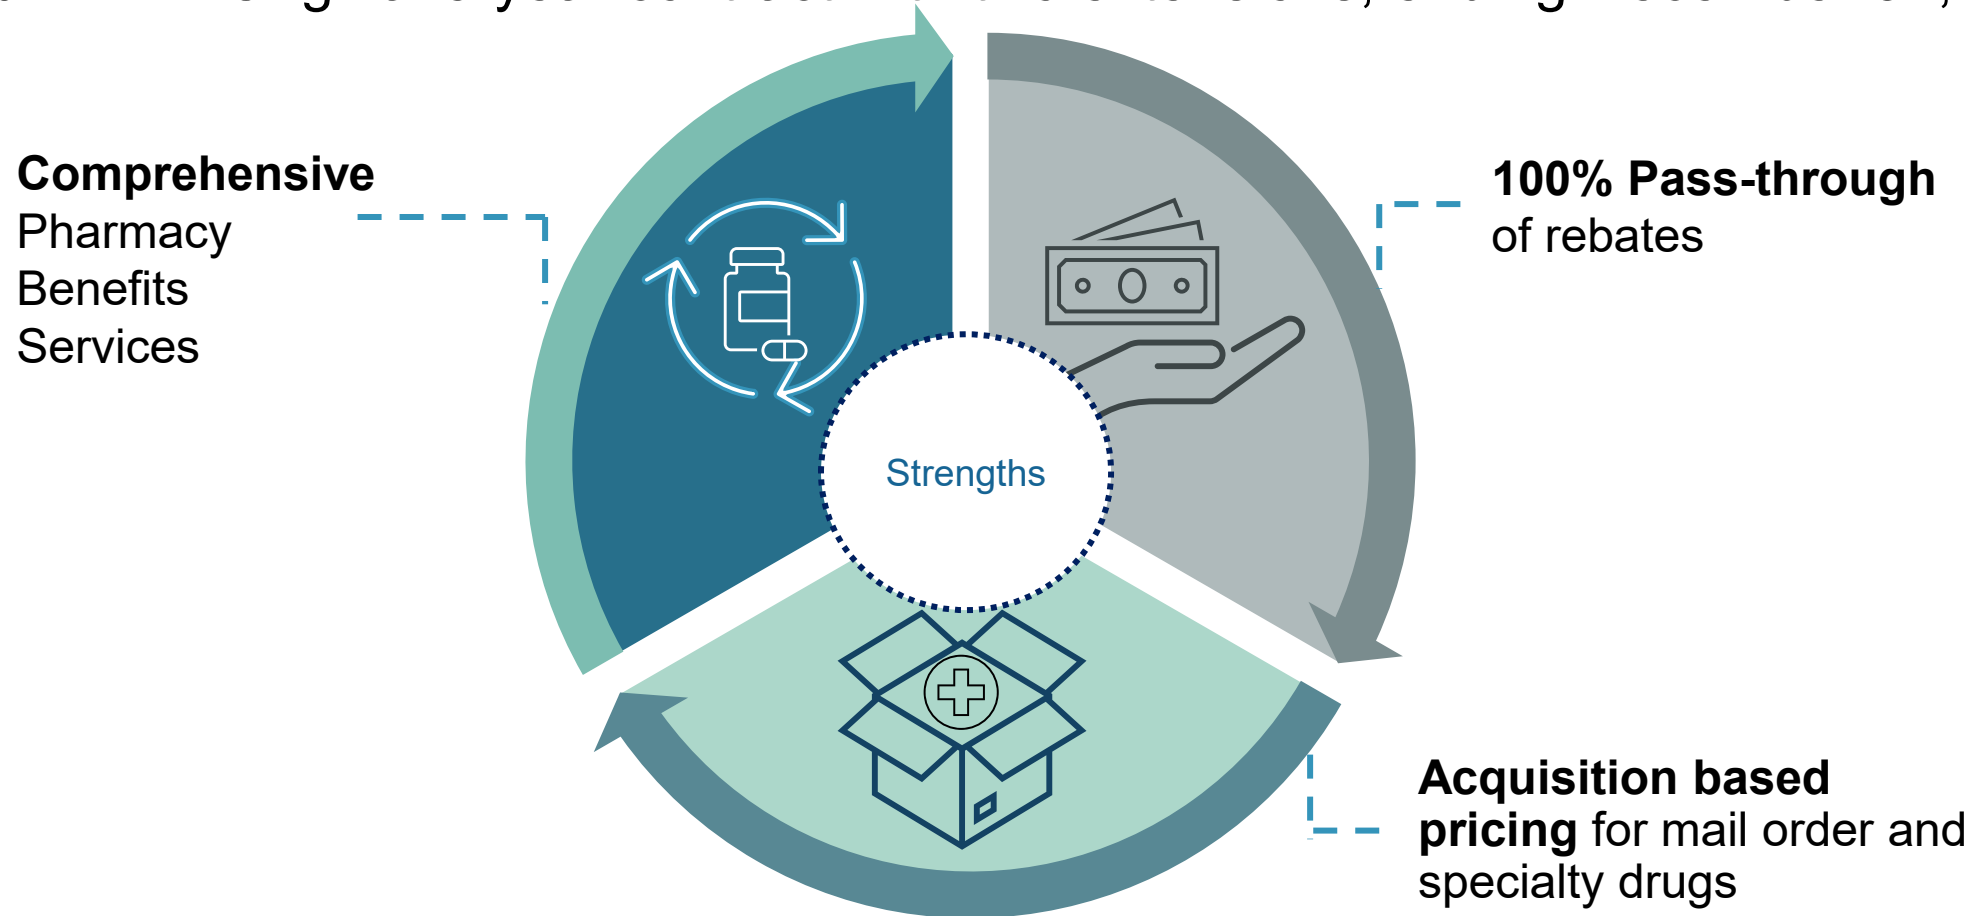 Comprehensive
Pharmacy
Benefits
Services
100% Pass-through
of rebates
Strengths
Acquisition based
pricing for mail order and
specialty drugs